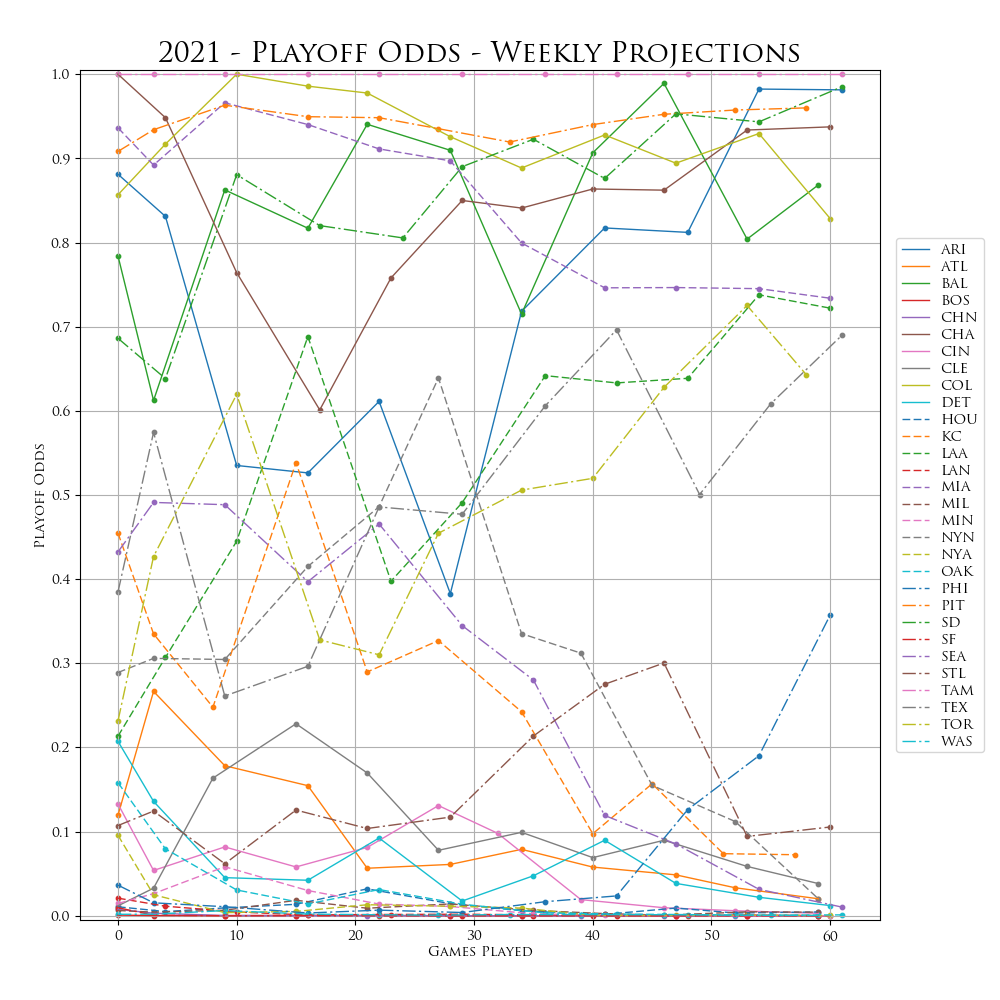 2021 - Playoff Odds - Weekly Projections
1.0
0.9
0.8
0.7
0.6
0.5
0.4
0.3
0.2
0.1
0.0
Playoff Odds
0 10 20 30 40 50 60
Games Played
ARI
ATL
BAL
BOS
CHN
CHA
CIN
CLE
COL
DET
HOU
KC
LAA
LAN
MIA
MIL
MIN
NYN
NYA
OAK
PHI
PIT
SD
SF
SEA
STL
TAM
TEX
TOR
WAS